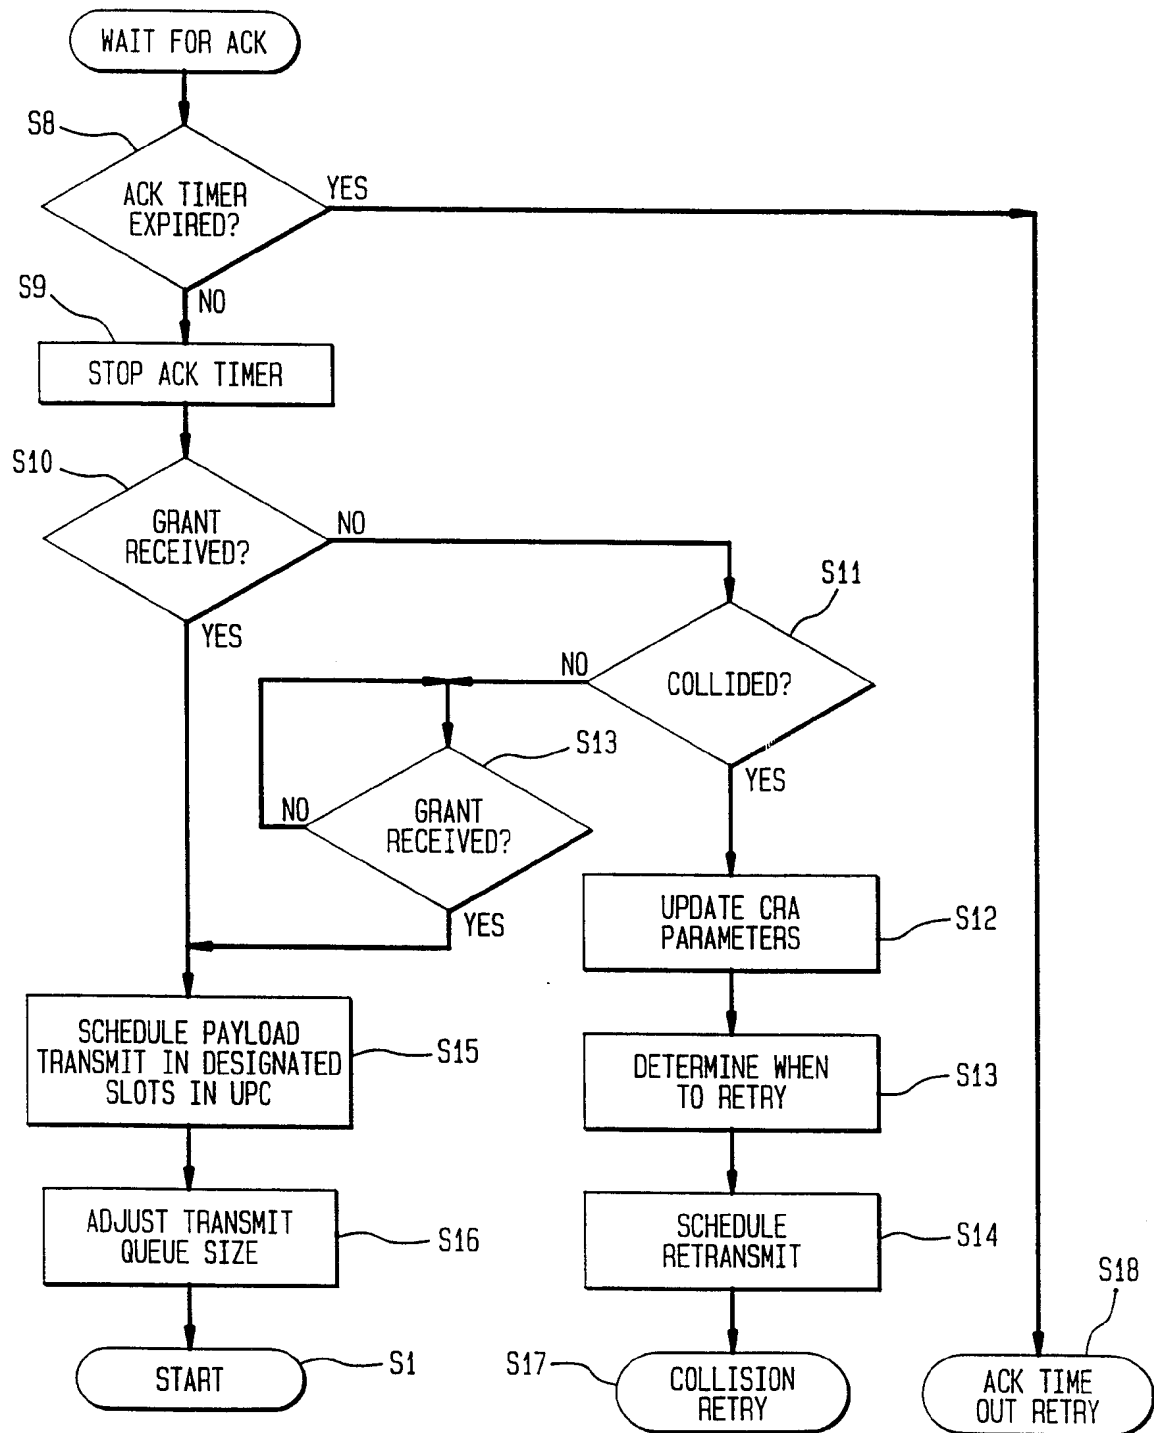 WAIT FOR ACK
S8
ACK TIMER
EXPIRED?
YES
NO
S9
STOP ACK TIMER
S10
GRANT
RECEIVED?
NO
YES
S11
COLLIDED?
NO
YES
S13
GRANT
RECEIVED?
NO
YES
UPDATE CRA
PARAMETERS
S12
SCHEDULE PAYLOAD
TRANSMIT IN DESIGNATED
SLOTS IN UPC
S15
DETERMINE WHEN
TO RETRY
S13
ADJUST TRANSMIT
QUEUE SIZE
S16
SCHEDULE
RETRANSMIT
S14
START
S1
S17
COLLISION
RETRY
S18
ACK TIME
OUT RETRY